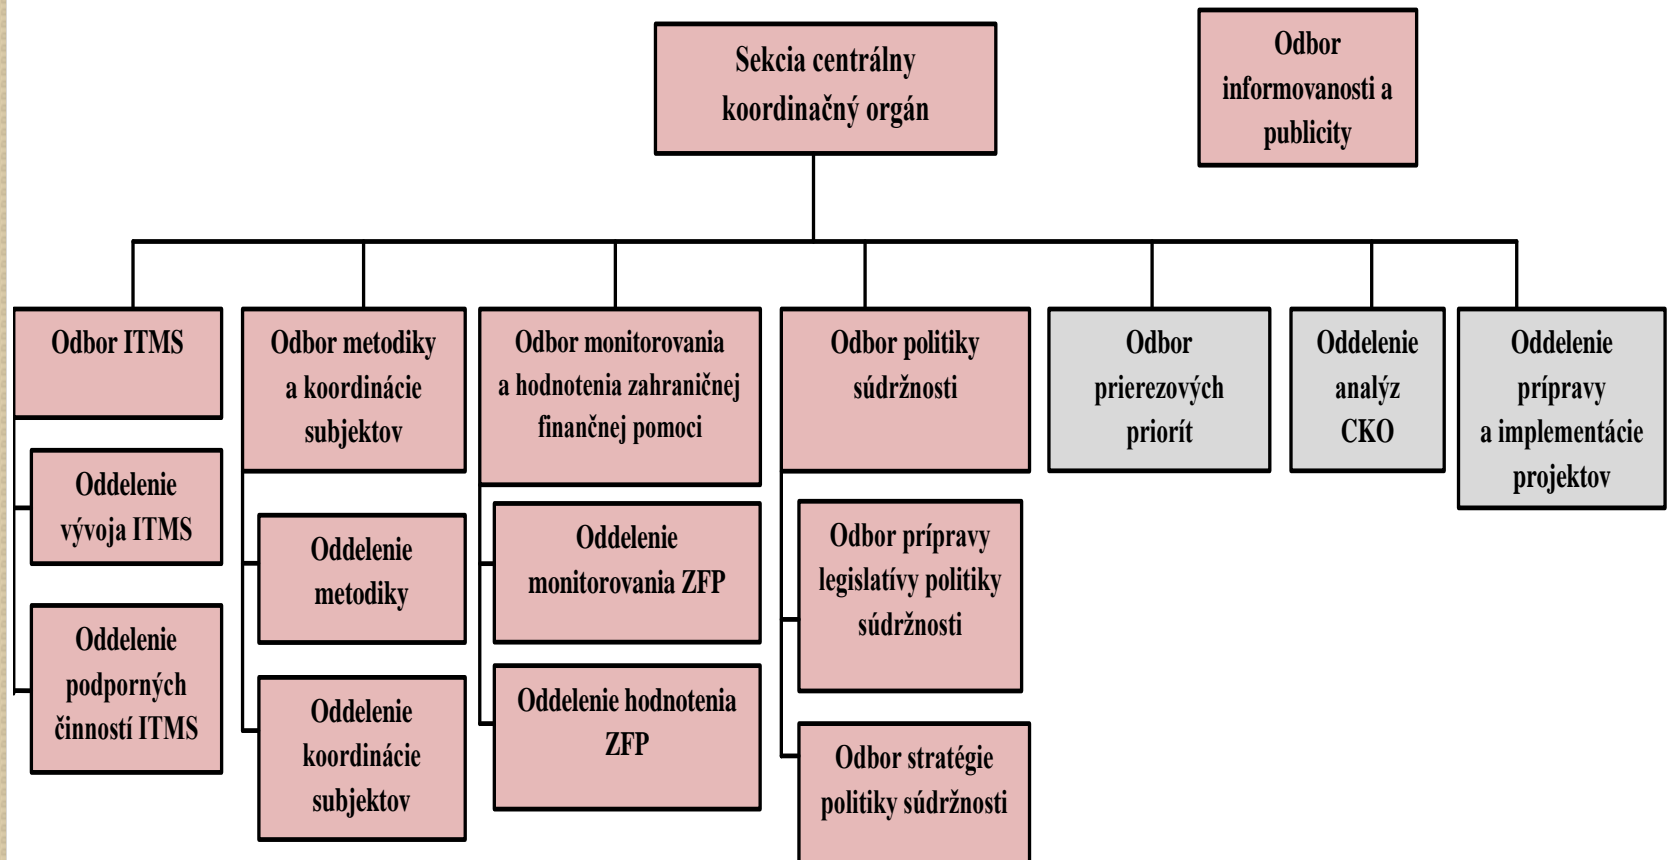 Sekcia centrálny
koordinačný orgán
Odbor
informovanosti a
publicity
Odbor ITMS
Oddelenie
vývoja ITMS
Oddelenie
podporných
činností ITMS
Odbor metodiky
a koordinácie
subjektov
Oddelenie
metodiky
Oddelenie
koordinácie
subjektov
Odbor monitorovania
a hodnotenia zahraničnej
finančnej pomoci
Oddelenie
monitorovania ZFP
Oddelenie hodnotenia
ZFP
Odbor politiky
súdržnosti
Odbor prípravy
legislatívy politiky
súdržnosti
Odbor stratégie
politiky súdržnosti
Odbor
prierezových
priorít
Oddelenie
analýz
CKO
Oddelenie
prípravy
a implementácie
projektov